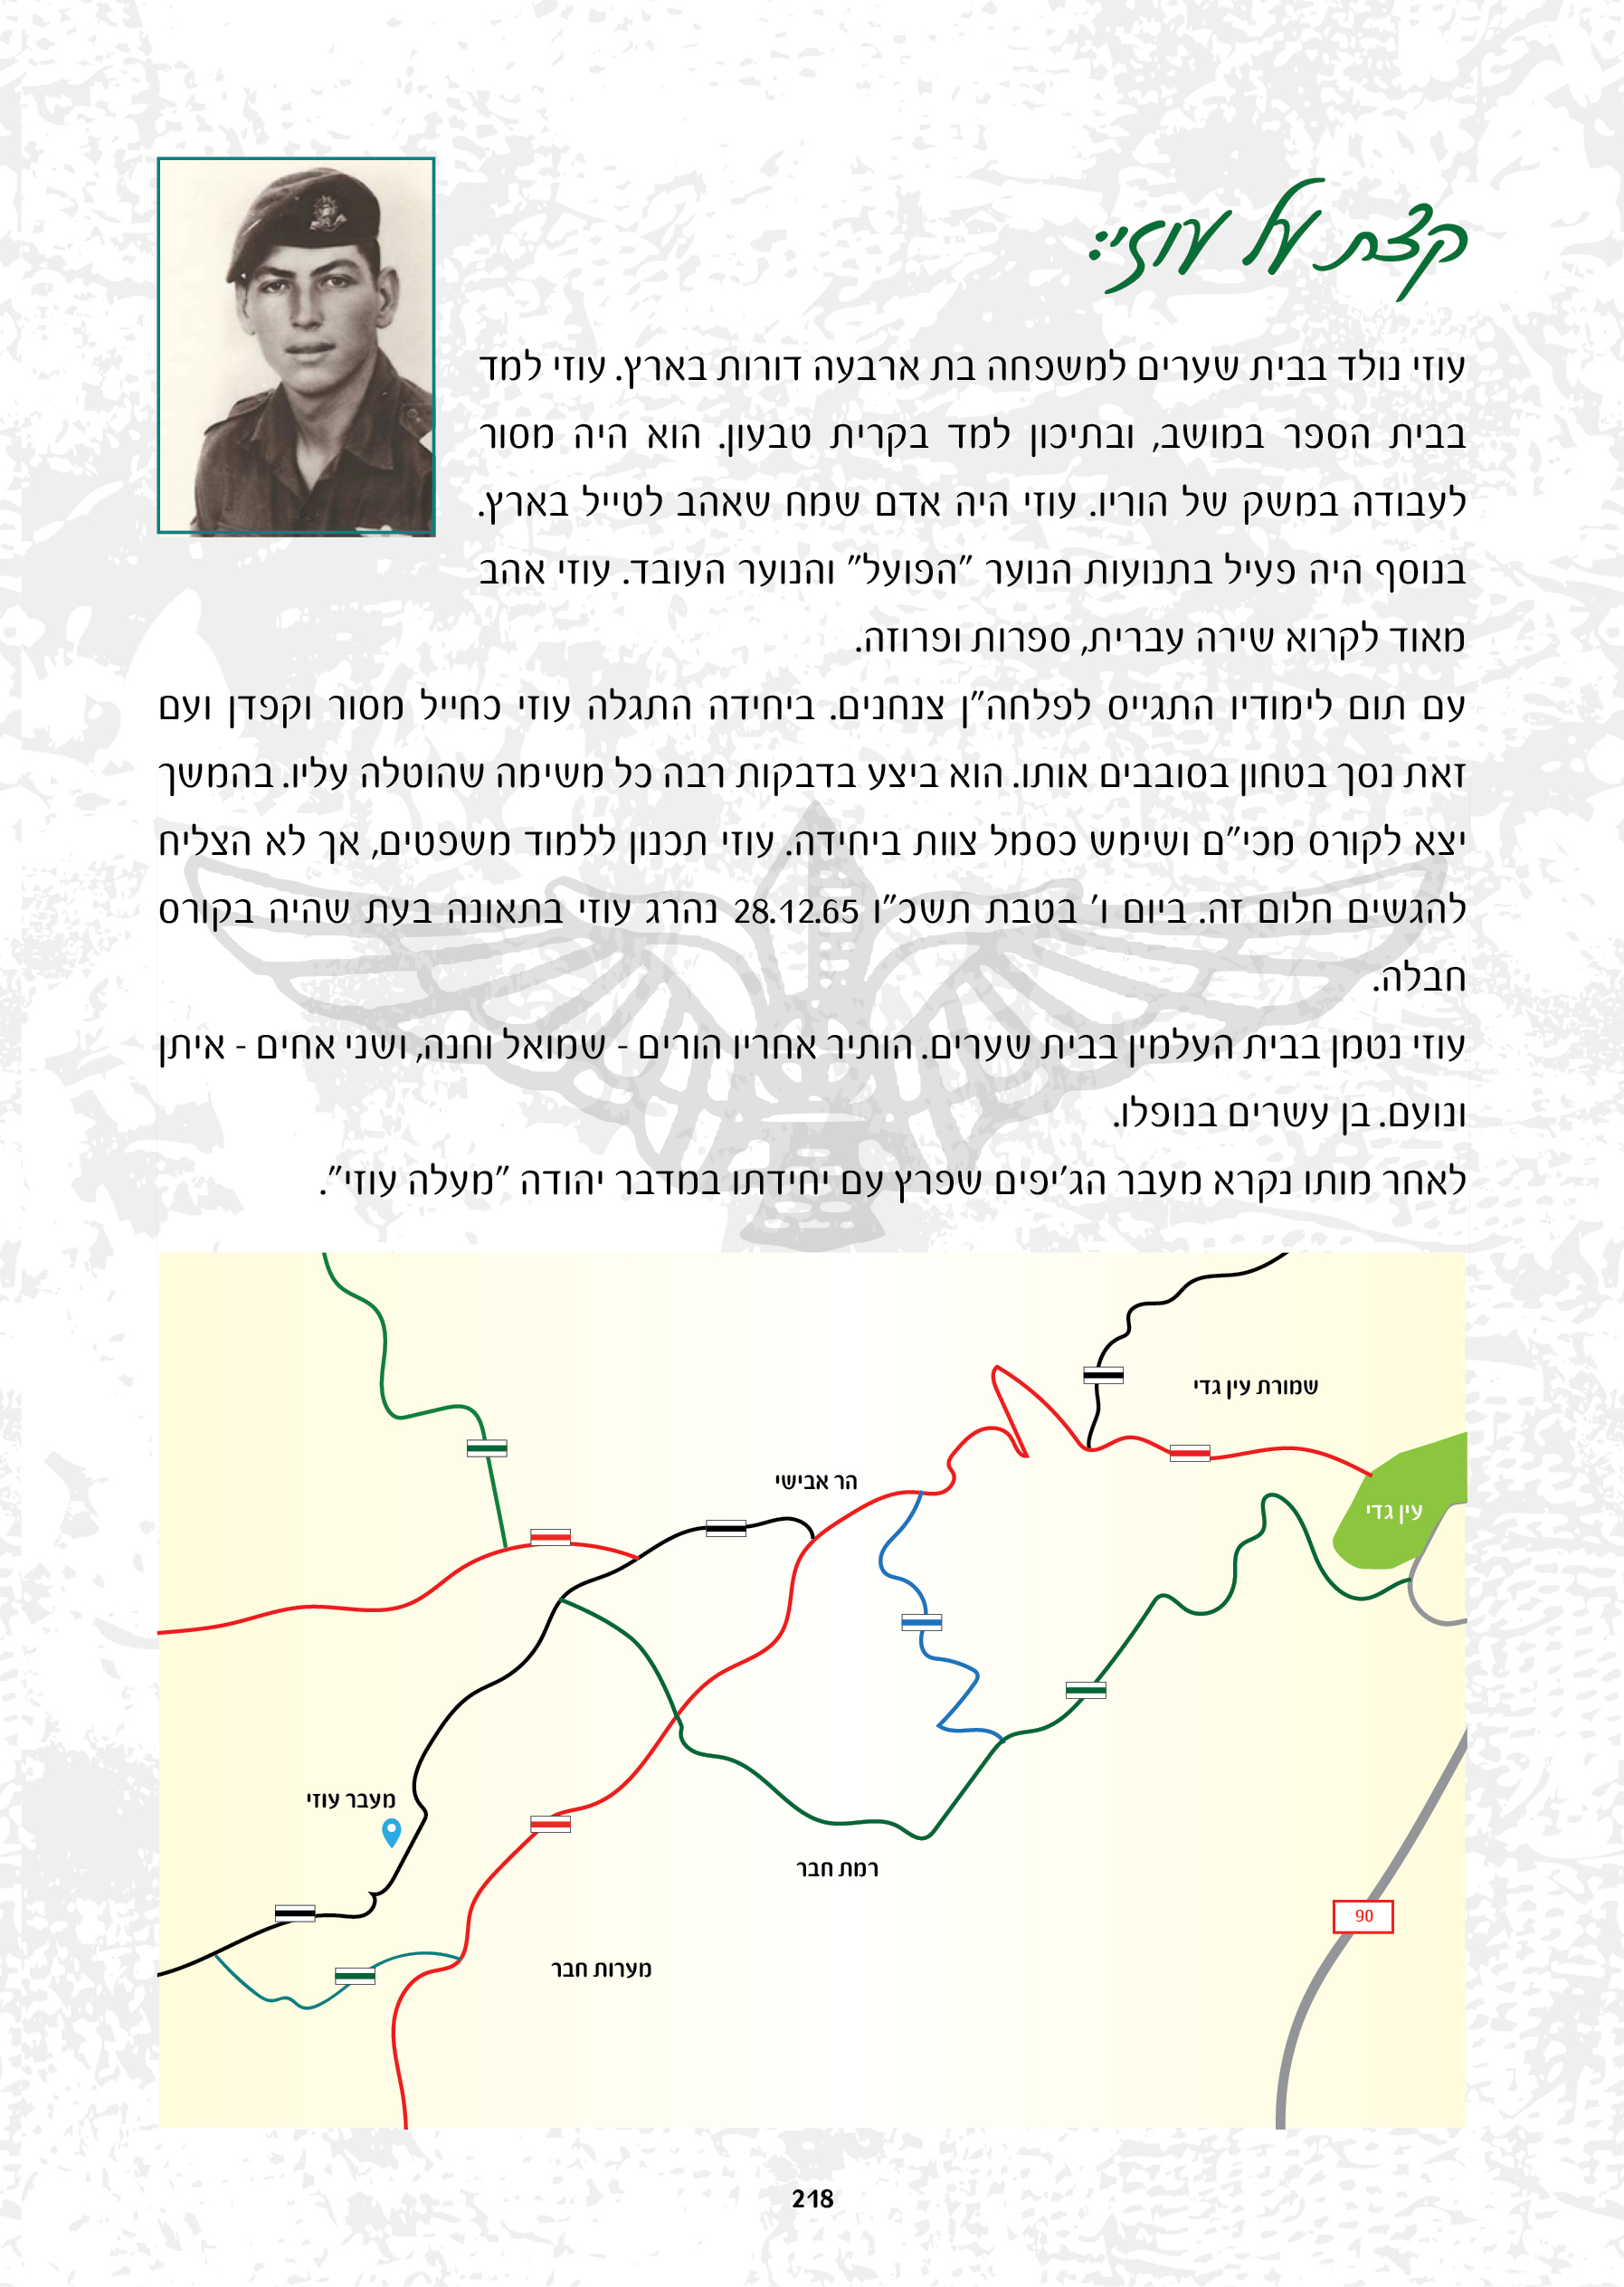 קצת על עוזי:
עוזי נולד בבית שערים למשפחה בת ארבעה דורות בארץ. עוזי למד
בבית הספר במושב, ובתיכון למד בקרית טבעון. הוא היה מסור
לעבודה במשק של הוריו. עוזי היה אדם שמח שאהב לטייל בארץ.
בנוסף היה פעיל בתנועות הנוער "הפועל" והנוער העובד. עוזי אהב
מאוד לקרוא שירה עברית, ספרות ופרוזה.
עם תום לימודיו התגייס לפלחה"ן צנחנים. ביחידה התגלה עוזי כחייל מסור וקפדן ועם
זאת נסך בטחון בסובבים אותו. הוא ביצע בדבקות רבה כל משימה שהוטלה עליו. בהמשך
יצא לקורס מכי"ם ושימש כסמל צוות ביחידה. עוזי תכנון ללמוד משפטים, אך לא הצליח
להגשים חלום זה. ביום ו' בטבת תשכ"ו 28.12.65 נהרג עוזי בתאונה בעת שהיה בקורס
חבלה.
עוזי נטמן בבית העלמין בבית שערים. הותיר אחריו הורים - שמואל וחנה, ושני אחים - איתן
ונועם. בן עשרים בנופלו.
לאחר מותו נקרא מעבר הג'יפים שפרץ עם יחידתו במדבר יהודה "מעלה עוזי".
שמורת עין גדי
הר אבישי
עין גדי
מעבר עוזי
רמת חבר
90
מערות חבר
218